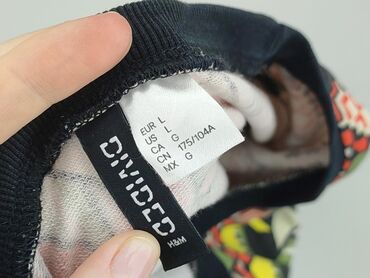 EUR L
US L
CA G
CN 175/104A
MX G
DIVIDED
H&M